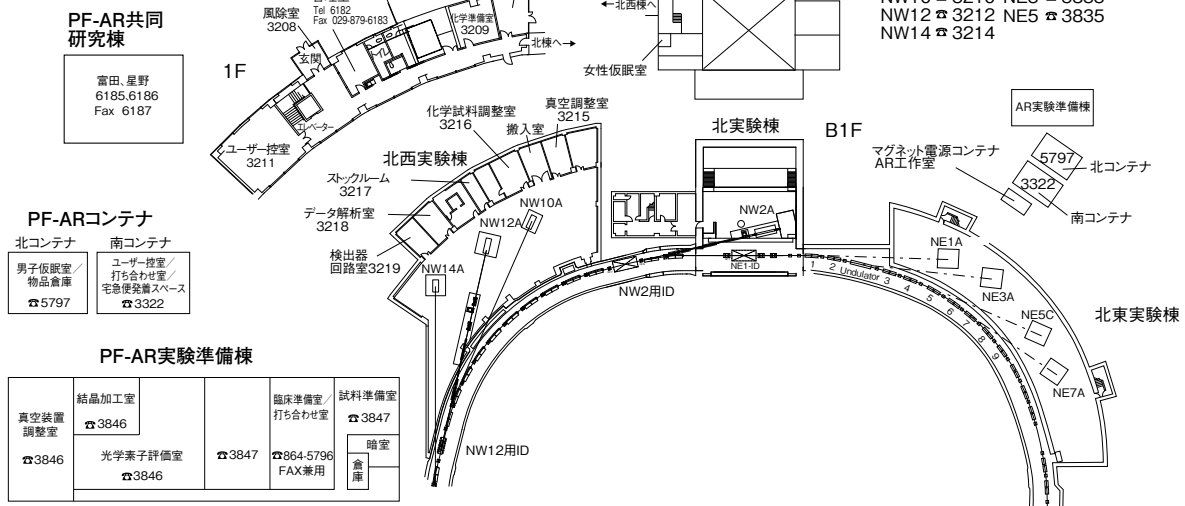 PF-AR共同
研究棟
富田、星野
6185,6186
Fax 6187
風除室
3208
Tel 6182
Fax 029-879-6183
化学準備室
3209
北棟へ→
玄関
1F
エレベーター
ユーザー控室
3211
←北西棟へ
女性仮眠室
NW12 ☎ 3212 NE5 ☎ 3835
NW14 ☎ 3214
化学試料調整室
3216
搬入室
真空調整室
3215
北西実験棟
ストックルーム
3217
データ解析室
3218
検出器
回路室3219
NW10A
NW12A
NW14A
北実験棟
B1F
NW2A
NE1-ID
NW2用ID
NW12用ID
1 2 Undulator 3 4 5 6 7 8 9
AR実験準備棟
マグネット電源コンテナ
AR工作室
5797
北コンテナ
3322
南コンテナ
NE1A
NE3A
NE5C
NE7A
北東実験棟
PF-ARコンテナ
北コンテナ
南コンテナ
男子仮眠室／
物品倉庫
☎5797
ユーザー控室／
打ち合わせ室／
宅急便発着スペース
☎3322
PF-AR実験準備棟
真空装置
調整室
☎3846
結晶加工室
☎3846
光学素子評価室
☎3846
☎3847
臨床準備室／
打ち合わせ室
☎864-5796
FAX兼用
試料準備室
☎3847
暗室
倉庫